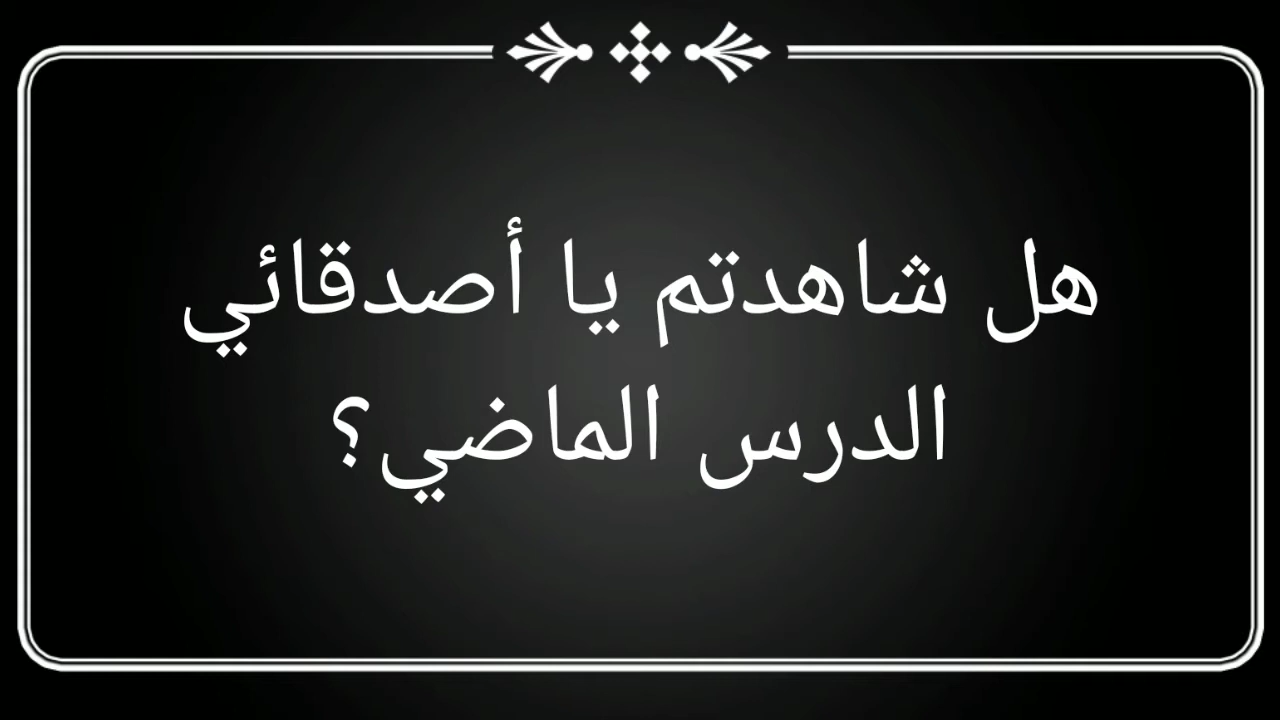 هل شاهدتم يا أصدقائي
الدرس الماضي؟